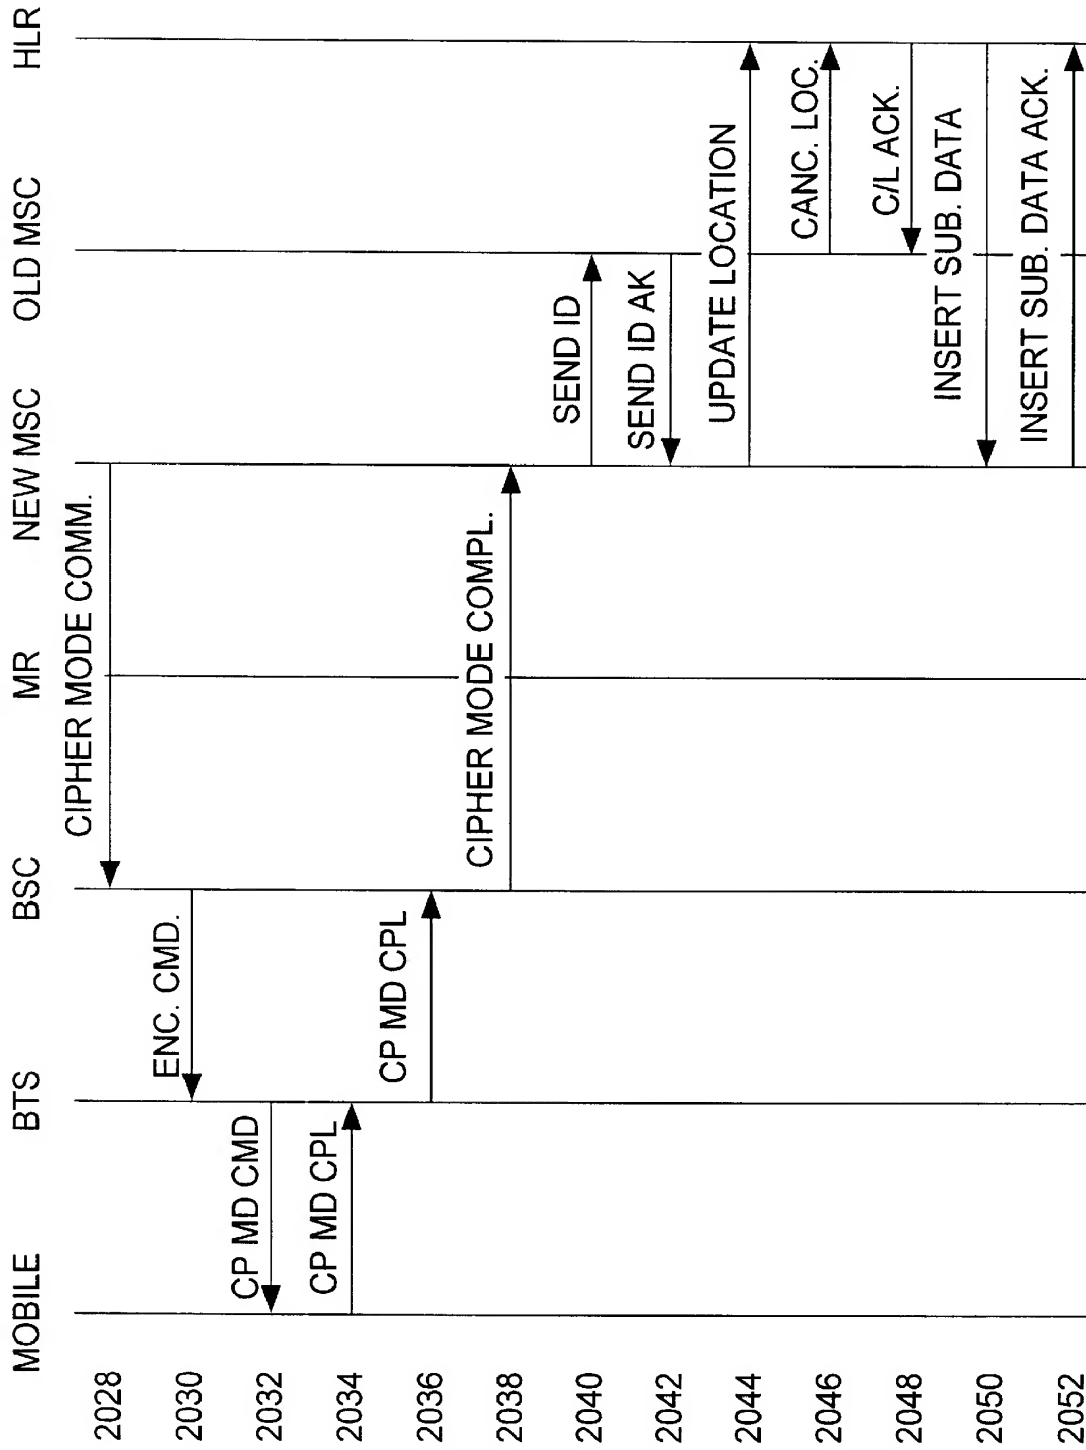 MOBILE BTS BSC MR NEW MSC OLD MSC HLR
2028 CIPHER MODE COMM.
2030 ENC. CMD.
2032 CP MD CMD
2034 CP MD CPL
2036 CP MD CPL
2038 CIPHER MODE COMPL.
2040 SEND ID
2042 SEND ID AK
2044 UPDATE LOCATION
2046 CANC. LOC.
2048 C/L ACK.
2050 INSERT SUB. DATA
2052 INSERT SUB. DATA ACK.